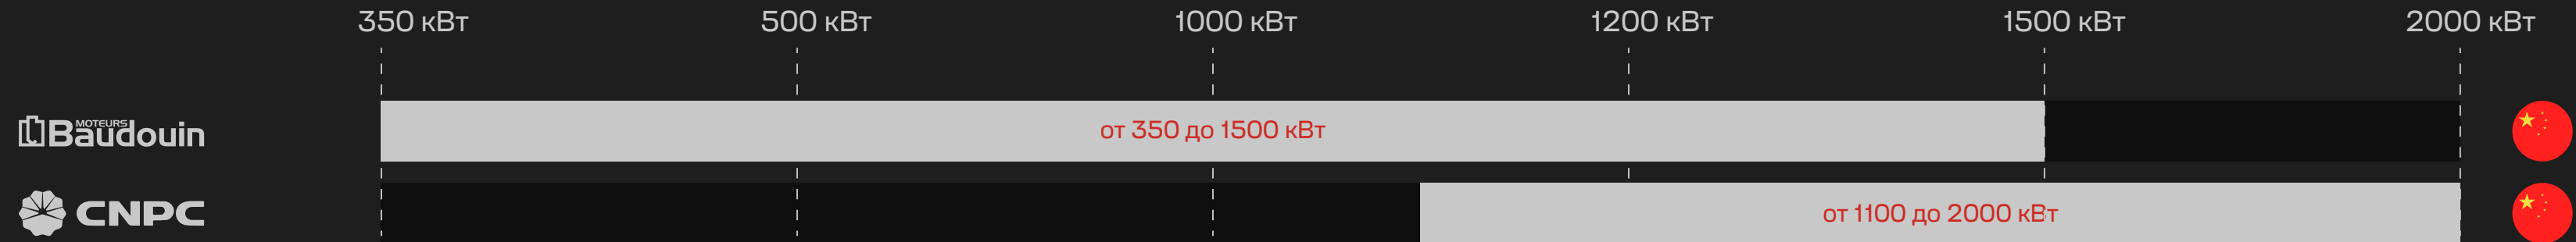 350 кВт 500 кВт 1000 кВт 1200 кВт 1500 кВт 2000 кВт
MOTEURS
Baudouin
от 350 до 1500 кВт
CNPC
от 1100 до 2000 кВт